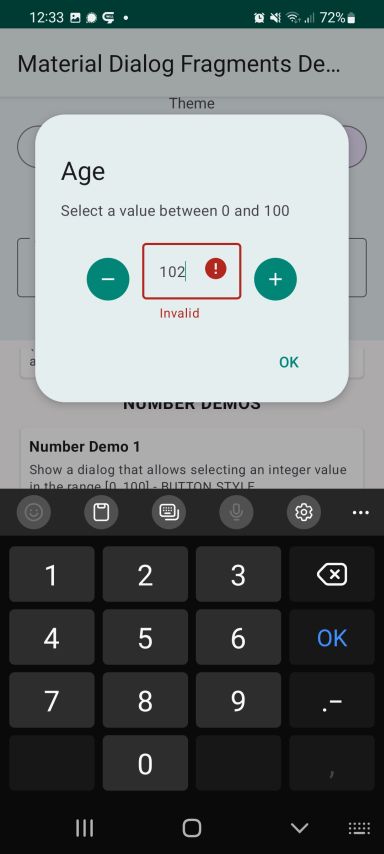 12:33
72%
Material Dialog Fragments De…
Theme
Age
Select a value between 0 and 100
102
Invalid
OK
a
NUMBER DEMOS
Number Demo 1
Show a dialog that allows selecting an integer value
in the range [0, 100] - BUTTON STYLE
1 2 3
4 5 6 OK
7 8 9 .-
0 ,